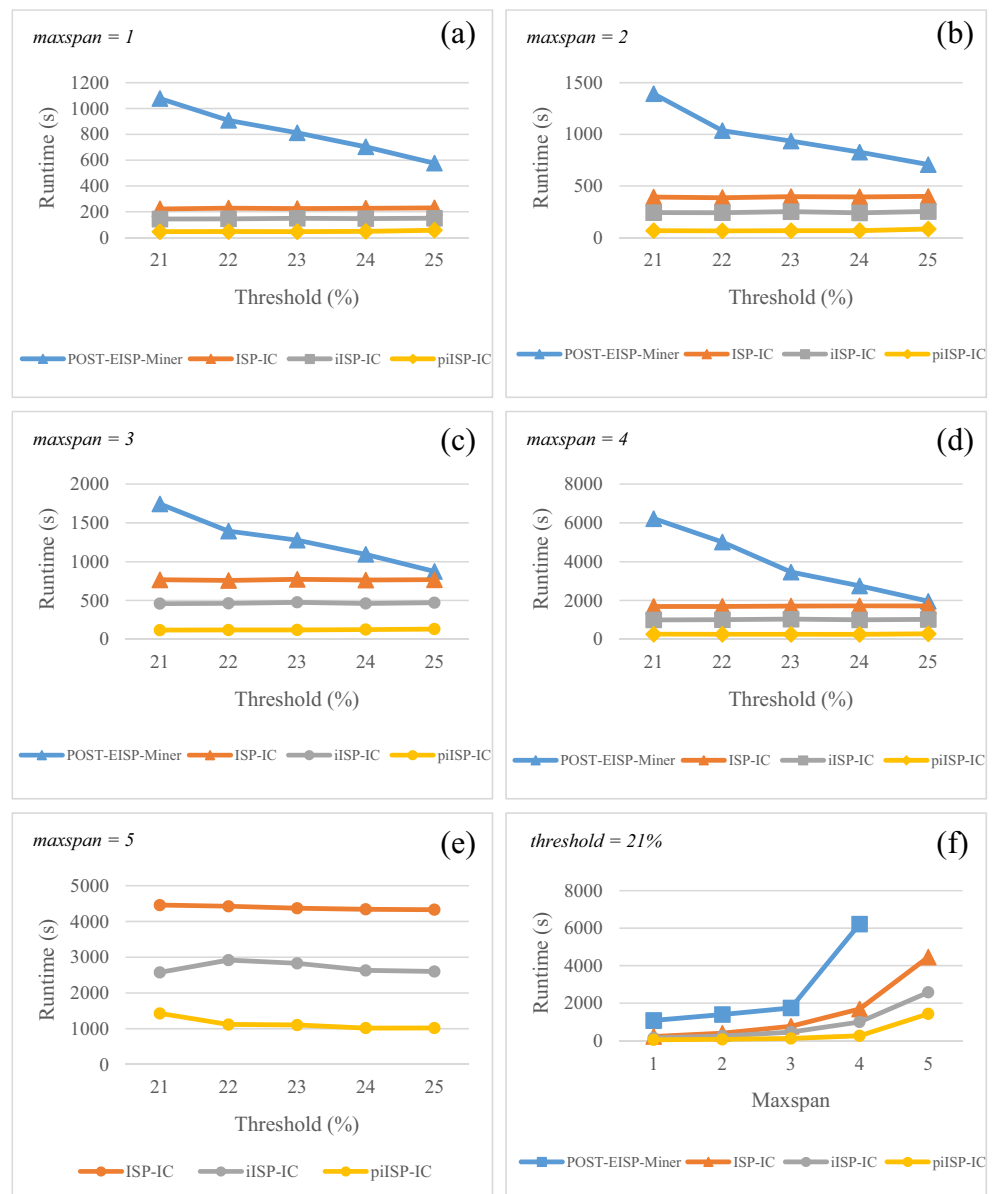 maxspan = 1
(a)
Runtime (s)
1200
1000
800
600
400
200
0
21 22 23 24 25
Threshold (%)
POST-EISP-Miner ISP-IC iISP-IC piISP-IC
maxspan = 2
(b)
Runtime (s)
1500
1000
500
0
21 22 23 24 25
Threshold (%)
POST-EISP-Miner ISP-IC iISP-IC piISP-IC
maxspan = 3
(c)
Runtime (s)
2000
1500
1000
500
0
21 22 23 24 25
Threshold (%)
POST-EISP-Miner ISP-IC iISP-IC piISP-IC
maxspan = 4
(d)
Runtime (s)
8000
6000
4000
2000
0
21 22 23 24 25
Threshold (%)
POST-EISP-Miner ISP-IC iISP-IC piISP-IC
maxspan = 5
(e)
Runtime (s)
5000
4000
3000
2000
1000
0
21 22 23 24 25
Threshold (%)
ISP-IC iISP-IC piISP-IC
threshold = 21%
(f)
Runtime (s)
8000
6000
4000
2000
0
1 2 3 4 5
Maxspan
POST-EISP-Miner ISP-IC iISP-IC piISP-IC